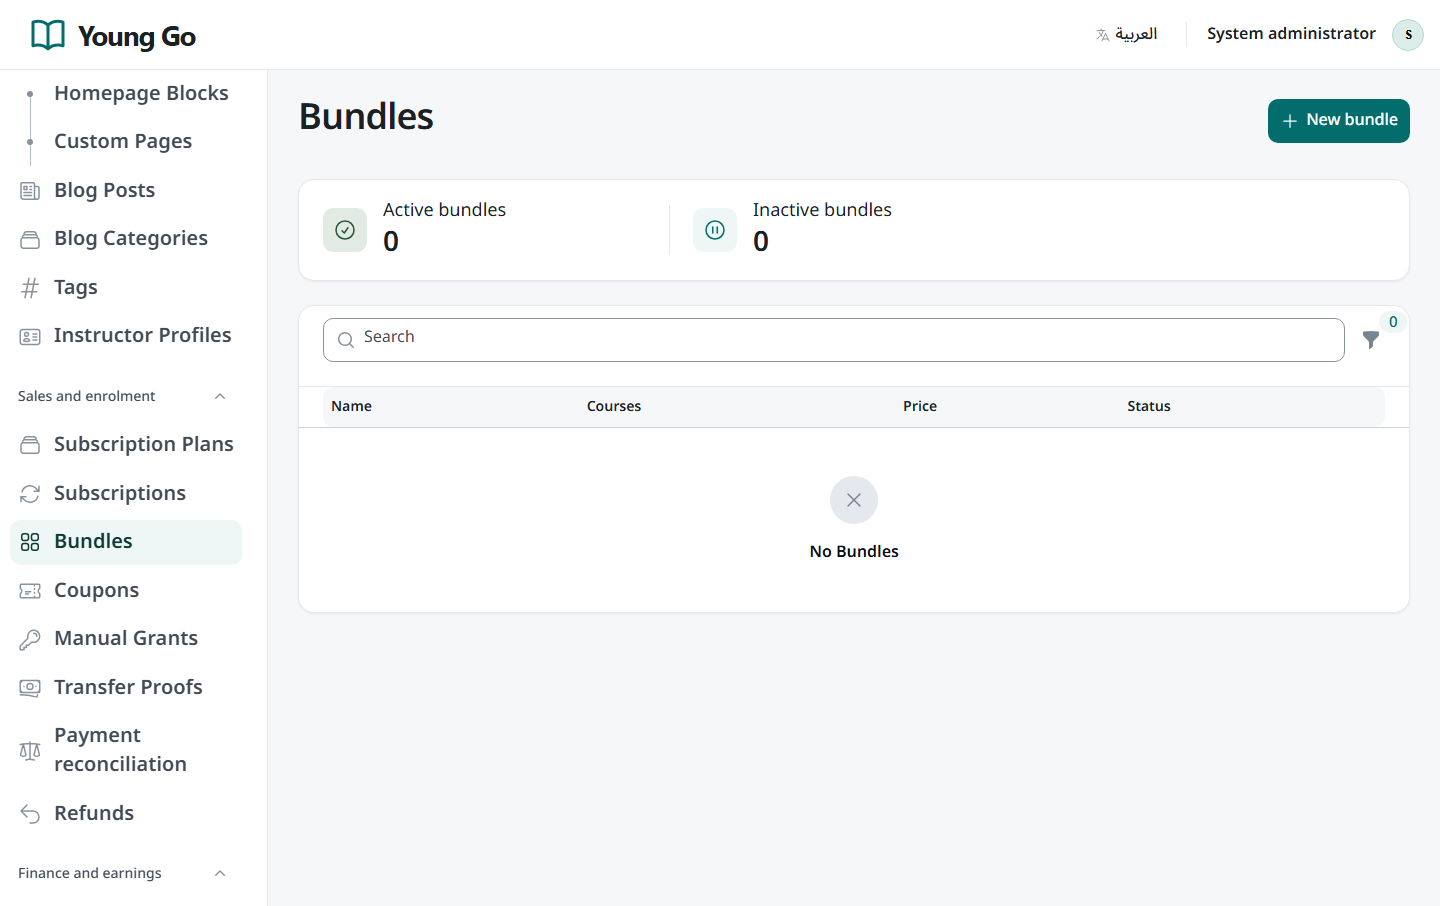 Young Go
العربية
System administrator
S
Homepage Blocks
Custom Pages
Blog Posts
Blog Categories
Tags
Instructor Profiles
Sales and enrolment
Subscription Plans
Subscriptions
Bundles
Coupons
Manual Grants
Transfer Proofs
Payment
reconciliation
Refunds
Finance and earnings
Bundles
New bundle
Active bundles
0
Inactive bundles
0
Search
0
Name Courses Price Status
No Bundles